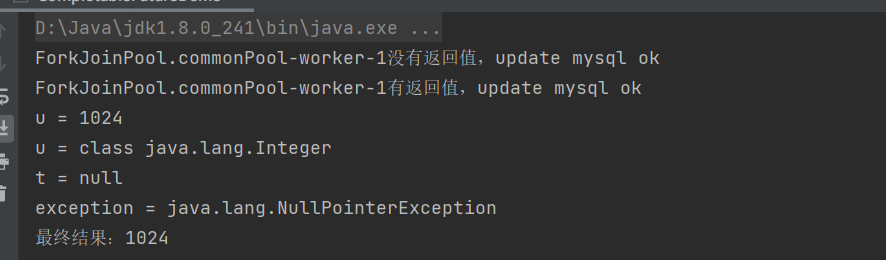 D:\Java\jdk1.8.0_241\bin\java.exe ...
ForkJoinPool.commonPool-worker-1没有返回值，update mysql ok
ForkJoinPool.commonPool-worker-1有返回值，update mysql ok
u = 1024
u = class java.lang.Integer
t = null
exception = java.lang.NullPointerException
最终结果：1024